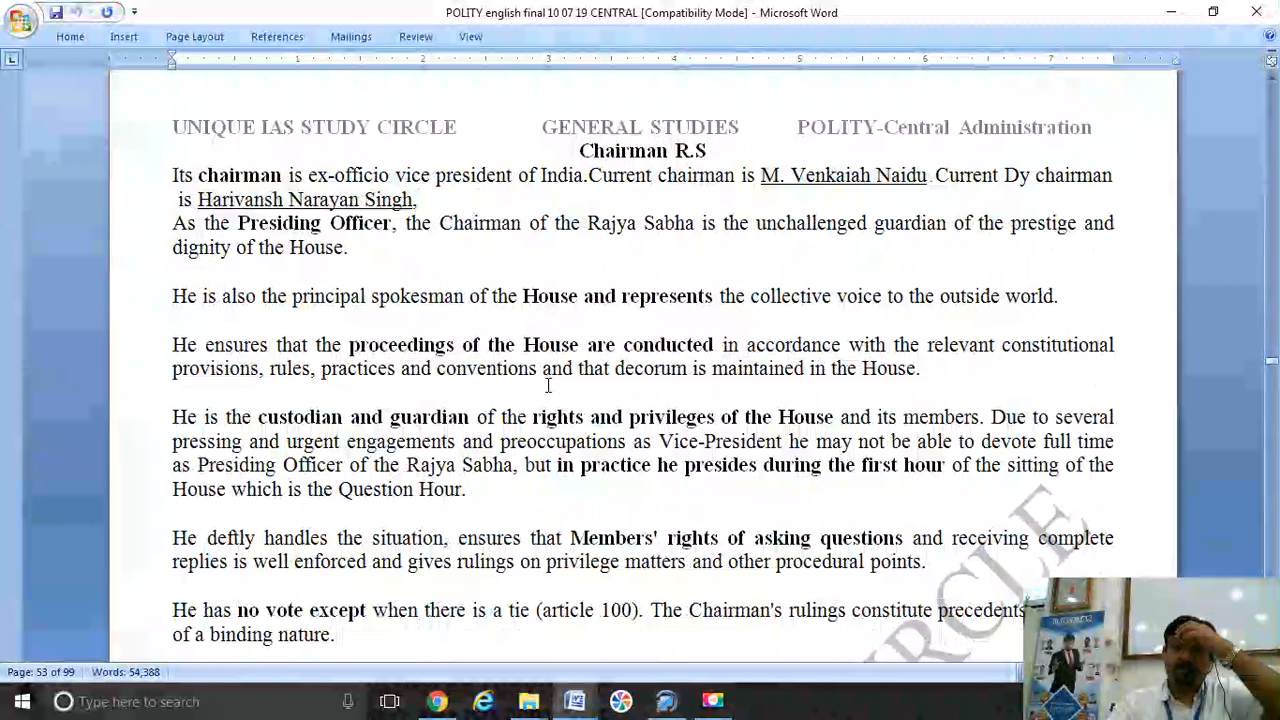 POLITY english final 10 07 19 CENTRAL [Compatibility Mode] - Microsoft Word
Home Insert Page Layout References Mailings Review View
1 2 3 4 5 6 7
UNIQUE IAS STUDY CIRCLE GENERAL STUDIES POLITY-Central Administration
Chairman R.S
Its chairman is ex-officio vice president of India.Current chairman is M. Venkaiah Naidu .Current Dy chairman
is Harivansh Narayan Singh,
As the Presiding Officer, the Chairman of the Rajya Sabha is the unchallenged guardian of the prestige and
dignity of the House.
He is also the principal spokesman of the House and represents the collective voice to the outside world.
He ensures that the proceedings of the House are conducted in accordance with the relevant constitutional
provisions, rules, practices and conventions and that decorum is maintained in the House.
He is the custodian and guardian of the rights and privileges of the House and its members. Due to several
pressing and urgent engagements and preoccupations as Vice-President he may not be able to devote full time
as Presiding Officer of the Rajya Sabha, but in practice he presides during the first hour of the sitting of the
House which is the Question Hour.
He deftly handles the situation, ensures that Members' rights of asking questions and receiving complete
replies is well enforced and gives rulings on privilege matters and other procedural points.
He has no vote except when there is a tie (article 100). The Chairman's rulings constitute precedents
of a binding nature.
CIRCLE
Page: 53 of 99 Words: 54,388
Type here to search